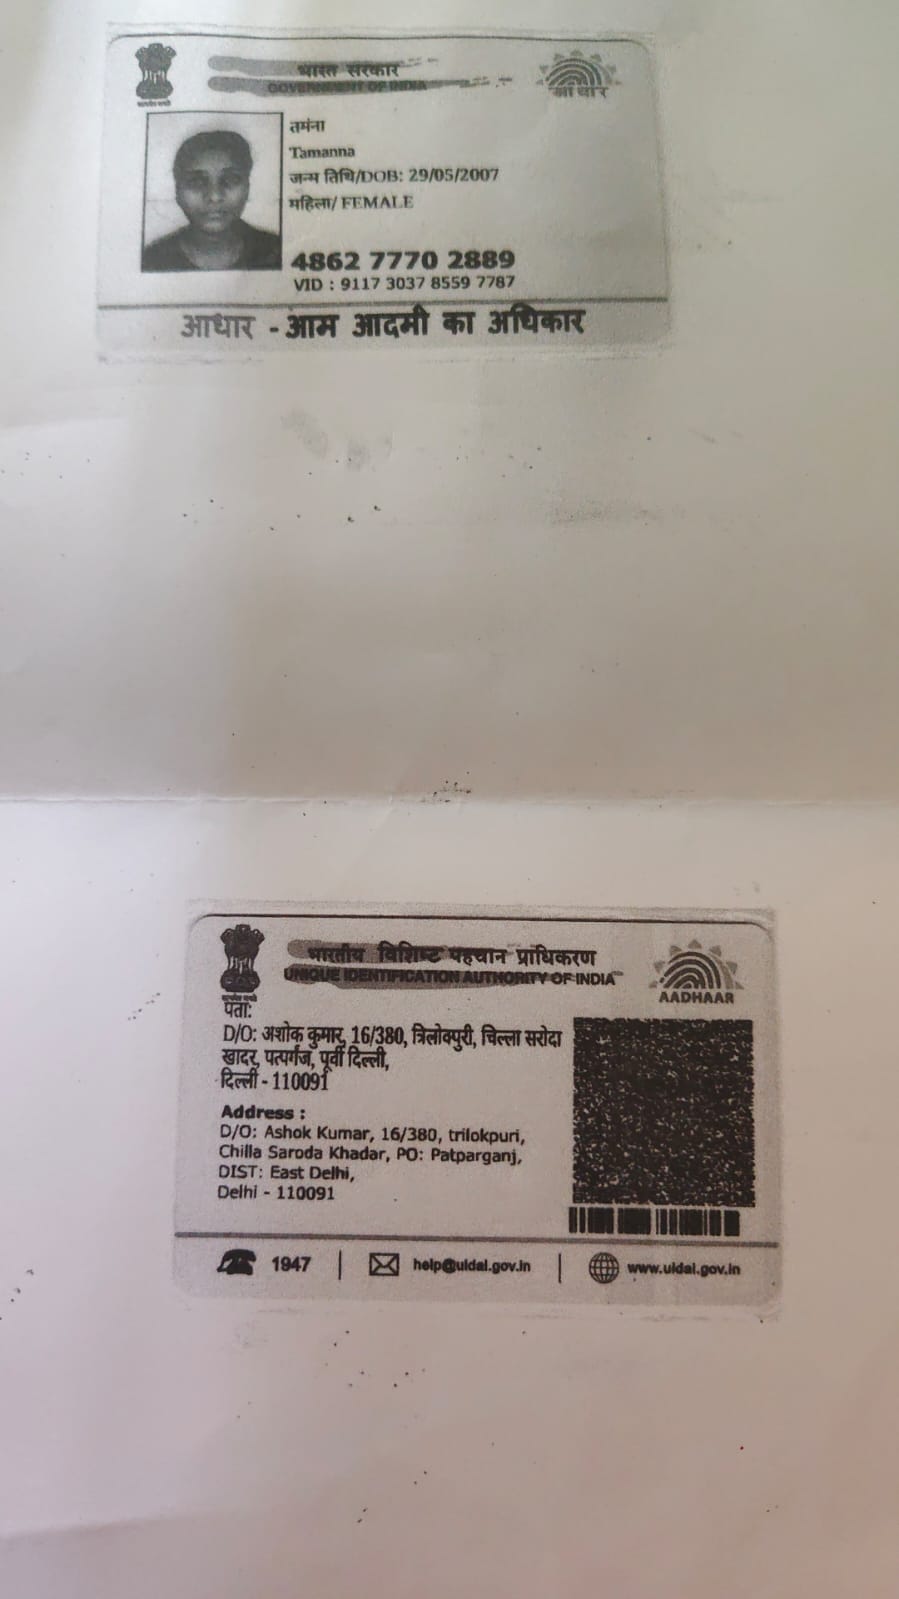 भारत सरकार
GOVERNMENT OF INDIA
आधार
तमंना
Tamanna
जन्म तिथि/DOB: 29/05/2007
महिला/ FEMALE
4862 7770 2889
VID : 9117 3037 8559 7787
आधार - आम आदमी का अधिकार
भारतीय विशिष्ट पहचान प्राधिकरण
UNIQUE IDENTIFICATION AUTHORITY OF INDIA
AADHAAR
पता:
D/O: अशोक कुमार, 16/380, त्रिलोक्पुरी, चिल्ला सरोदा
खादर, पत्पर्गंज, पूर्वी दिल्ली,
दिल्ली - 110091
Address :
D/O: Ashok Kumar, 16/380, trilokpuri,
Chilla Saroda Khadar, PO: Patparganj,
DIST: East Delhi,
Delhi - 110091
1947 | help@uidai.gov.in | www.uidai.gov.in